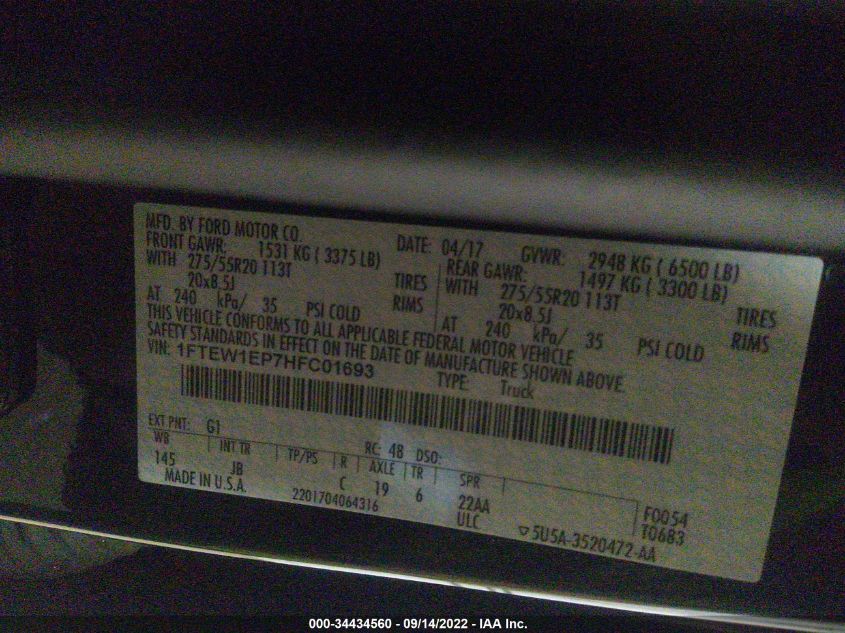 MFD. BY FORD MOTOR CO. DATE: 04/17 GVWR: 2948 KG ( 6500 LB)
FRONT GAWR: 1531 KG ( 3375 LB) REAR GAWR: 1497 KG ( 3300 LB)
WITH 275/55R20 113T TIRES WITH 275/55R20 113T TIRES
20x8.5J RIMS 20x8.5J RIMS
AT 240 kPa/ 35 PSI COLD AT 240 kPa/ 35 PSI COLD
THIS VEHICLE CONFORMS TO ALL APPLICABLE FEDERAL MOTOR VEHICLE
SAFETY STANDARDS IN EFFECT ON THE DATE OF MANUFACTURE SHOWN ABOVE.
VIN: 1FTEW1EP7HFC01693 TYPE: Truck
EXT PNT: G1 RC: 48 DSO:
WB INT TR TP/PS R AXLE TR SPR
145 JB C 19 6 22AA F0054
MADE IN U.S.A. 2201704064316 ULC T0683
▽5USA-3520472-AA
000-34434560 - 09/14/2022 - IAA Inc.